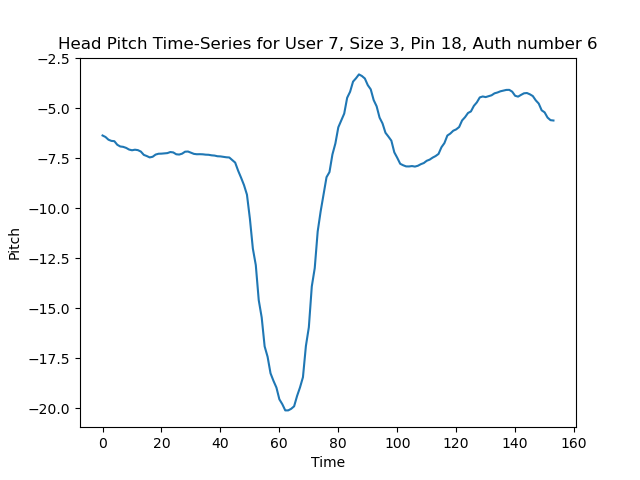 Head Pitch Time-Series for User 7, Size 3, Pin 18, Auth number 6
−2.5
−5.0
−7.5
−10.0
−12.5
−15.0
−17.5
−20.0
Pitch
0 20 40 60 80 100 120 140 160
Time